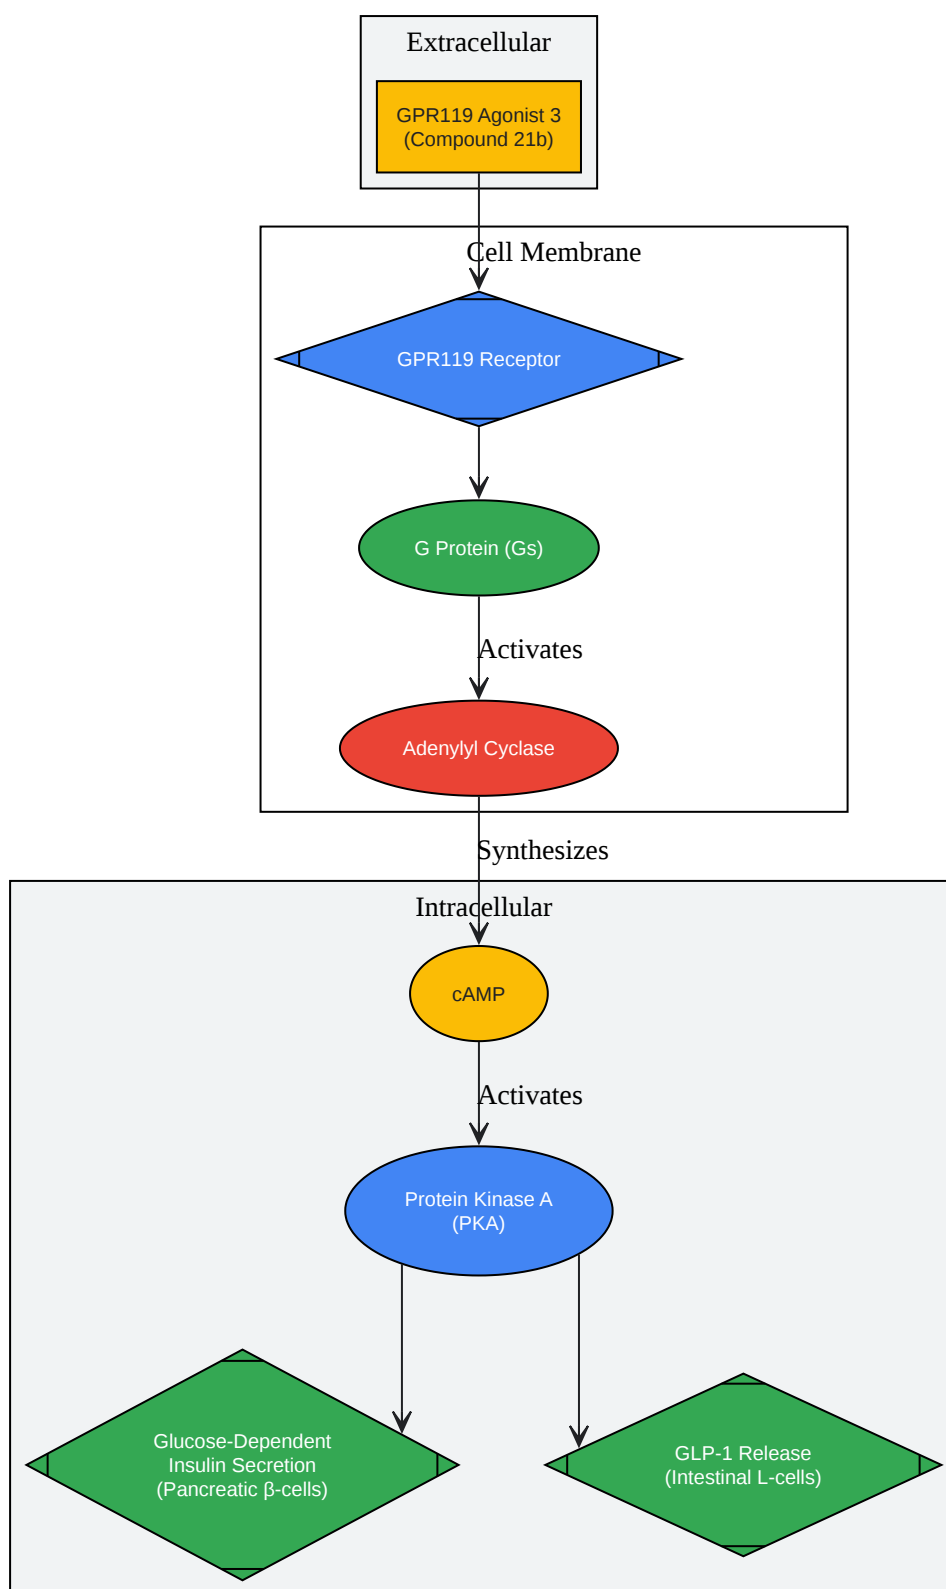 Extracellular
GPR119 Agonist 3
(Compound 21b)
Cell Membrane
GPR119 Receptor
G Protein (Gs)
Activates
Adenylyl Cyclase
Synthesizes
Intracellular
cAMP
Activates
Protein Kinase A
(PKA)
Glucose-Dependent
Insulin Secretion
(Pancreatic β-cells)
GLP-1 Release
(Intestinal L-cells)